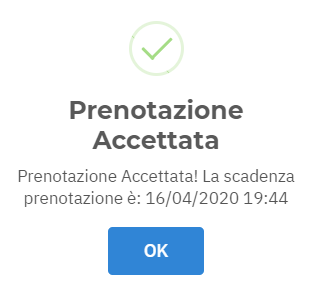 Prenotazione
Accettata
Prenotazione Accettata! La scadenza
prenotazione è: 16/04/2020 19:44
OK